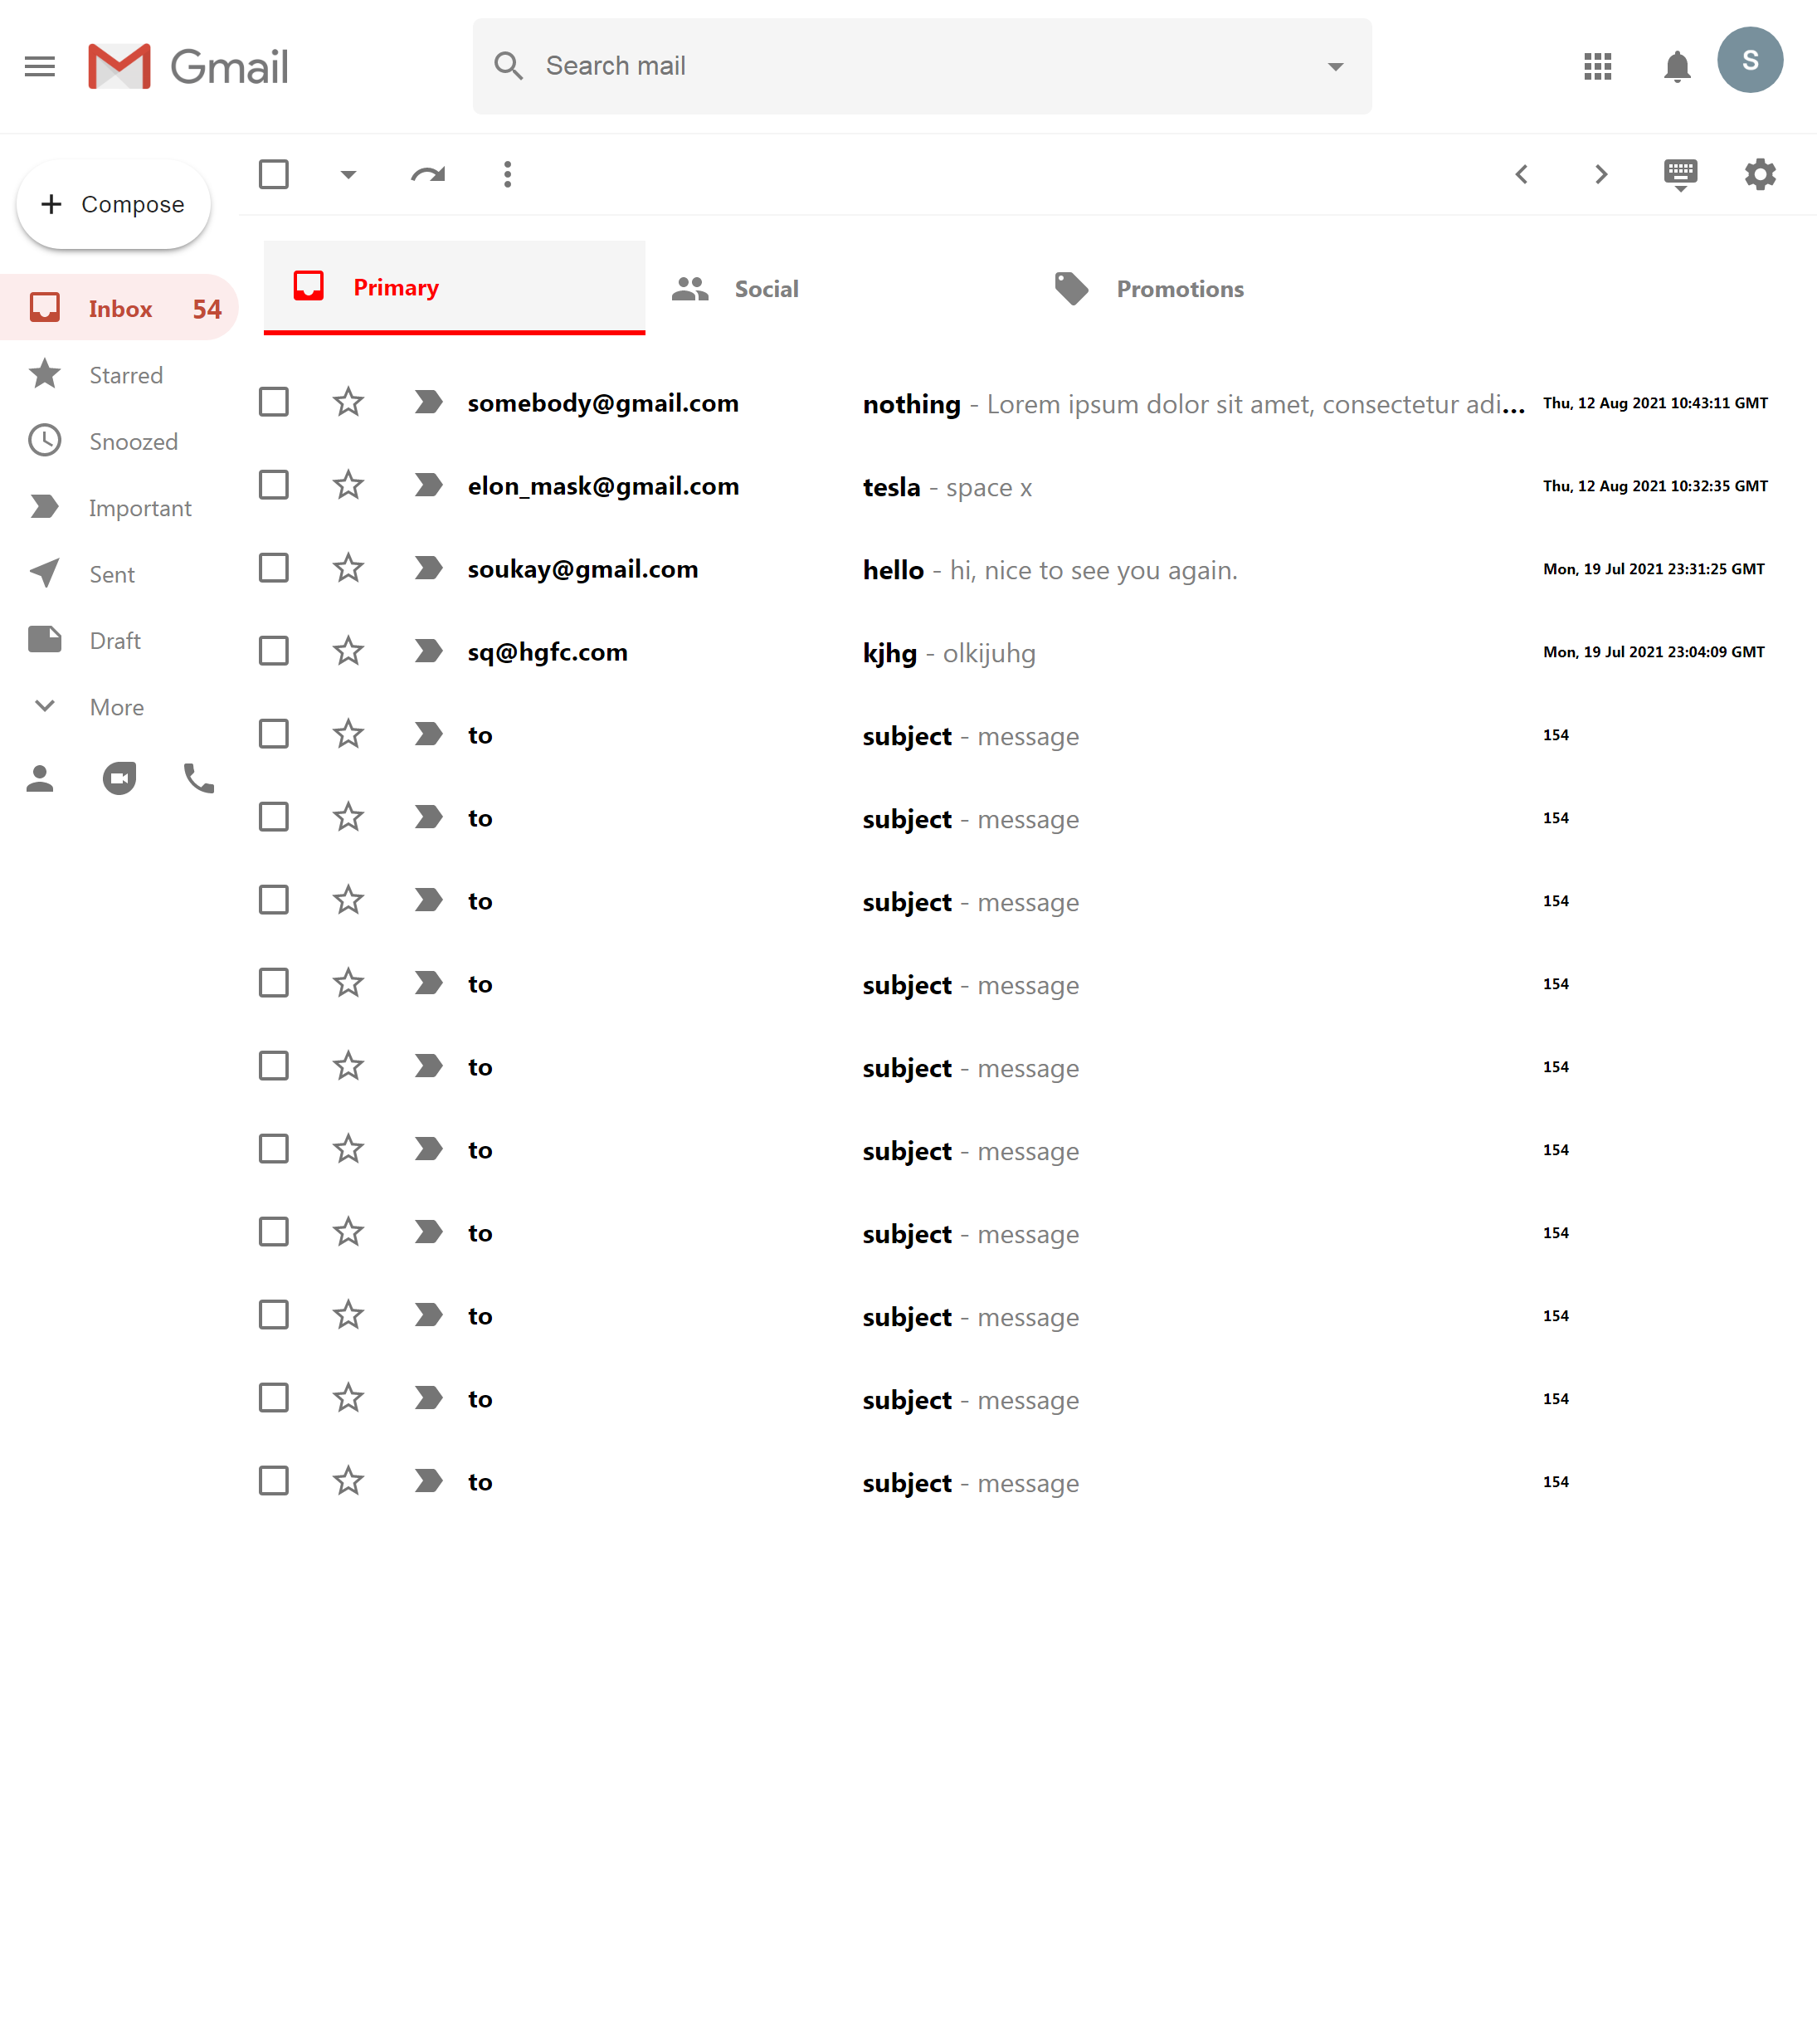 Gmail
Search mail
S
Compose
Primary
Social
Promotions
Inbox 54
Starred
Snoozed
Important
Sent
Draft
More
somebody@gmail.com nothing - Lorem ipsum dolor sit amet, consectetur adi... Thu, 12 Aug 2021 10:43:11 GMT
elon_mask@gmail.com tesla - space x Thu, 12 Aug 2021 10:32:35 GMT
soukay@gmail.com hello - hi, nice to see you again. Mon, 19 Jul 2021 23:31:25 GMT
sq@hgfc.com kjhg - olkijuhg Mon, 19 Jul 2021 23:04:09 GMT
to subject - message 154
to subject - message 154
to subject - message 154
to subject - message 154
to subject - message 154
to subject - message 154
to subject - message 154
to subject - message 154
to subject - message 154
to subject - message 154